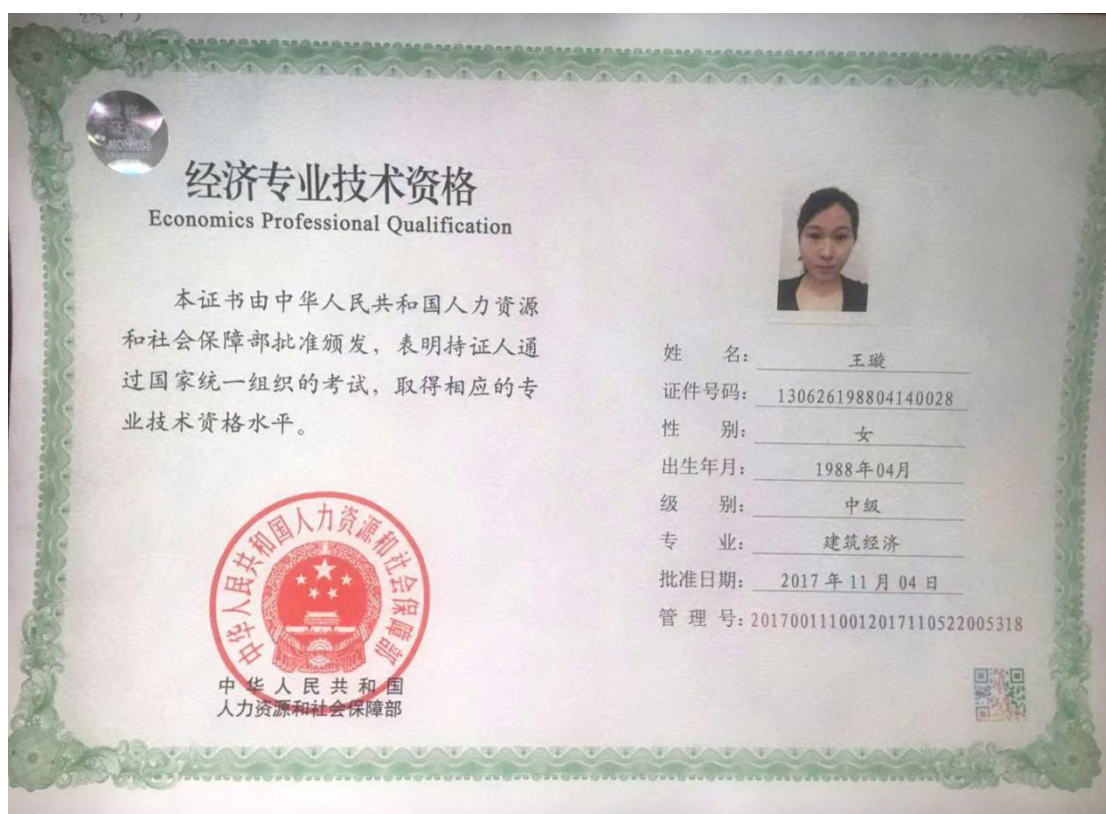 MOHRSS
经济专业技术资格
Economics Professional Qualification
本证书由中华人民共和国人力资源
和社会保障部批准颁发，表明持证人通
过国家统一组织的考试，取得相应的专
业技术资格水平。
中华人民共和国人力资源和社会保障部
中华人民共和国
人力资源和社会保障部
姓 名：王璇
证件号码：130626198804140028
性 别：女
出生年月：1988年04月
级 别：中级
专 业：建筑经济
批准日期：2017年11月04日
管 理 号：2017001110012017110522005318